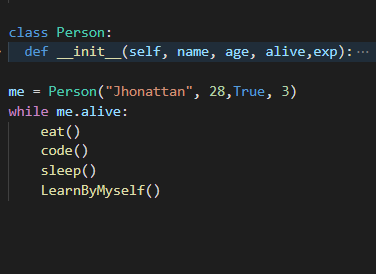 class Person:
def __init__(self, name, age, alive,exp):···
me = Person("Jhonattan", 28,True, 3)
while me.alive:
eat()
code()
sleep()
LearnByMyself()